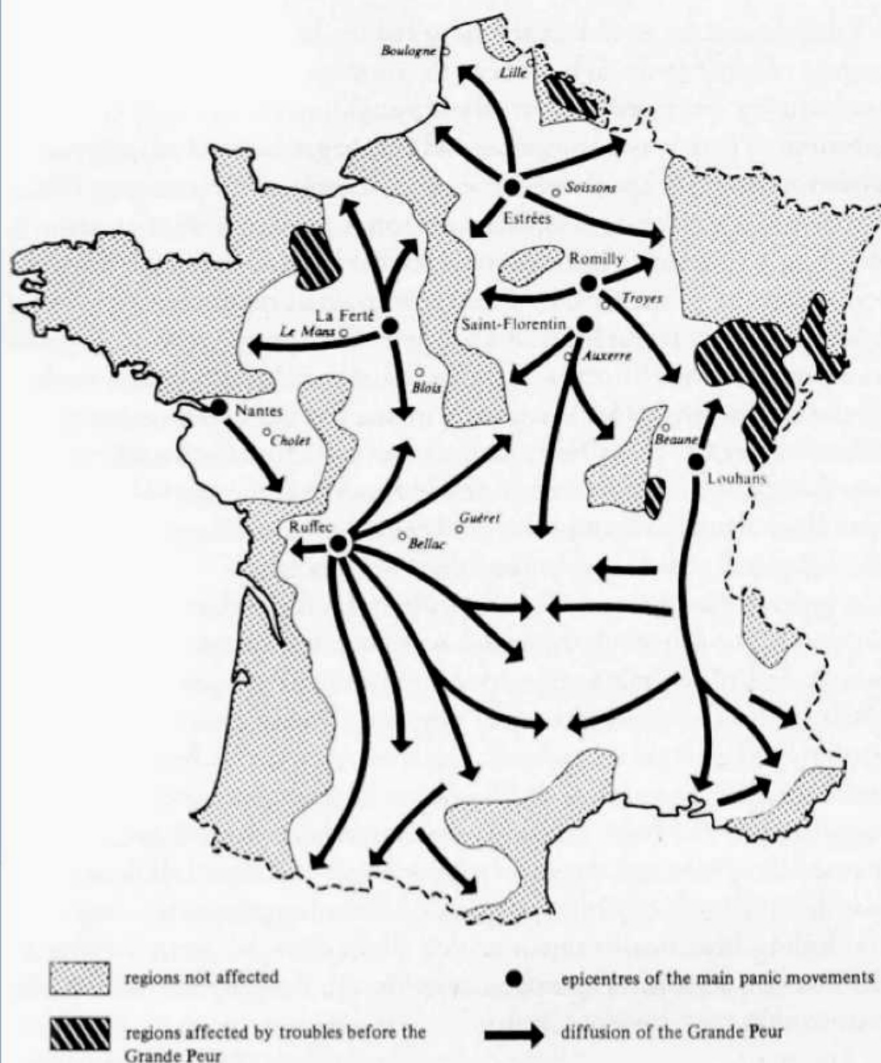 Boulogne
Lille
Soissons
Estrées
Romilly
Troyes
La Ferté
Saint-Florentin
Le Mans
Auxerre
Blois
Nantes
Cholet
Beaune
Louhans
Guéret
Ruffec
Bellac
regions not affected
epicentres of the main panic movements
regions affected by troubles before the
Grande Peur
diffusion of the Grande Peur